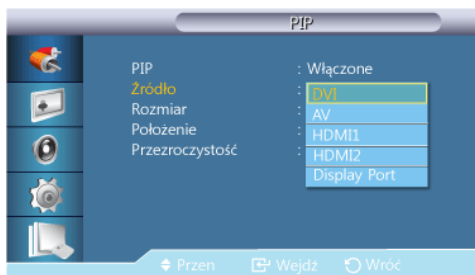 PIP
PIP : Włączone
Źródło : DVI
Rozmiar : AV
Położenie : HDMI1
HDMI2
Przezroczystość : Display Port
Przen Wejdź Wróć